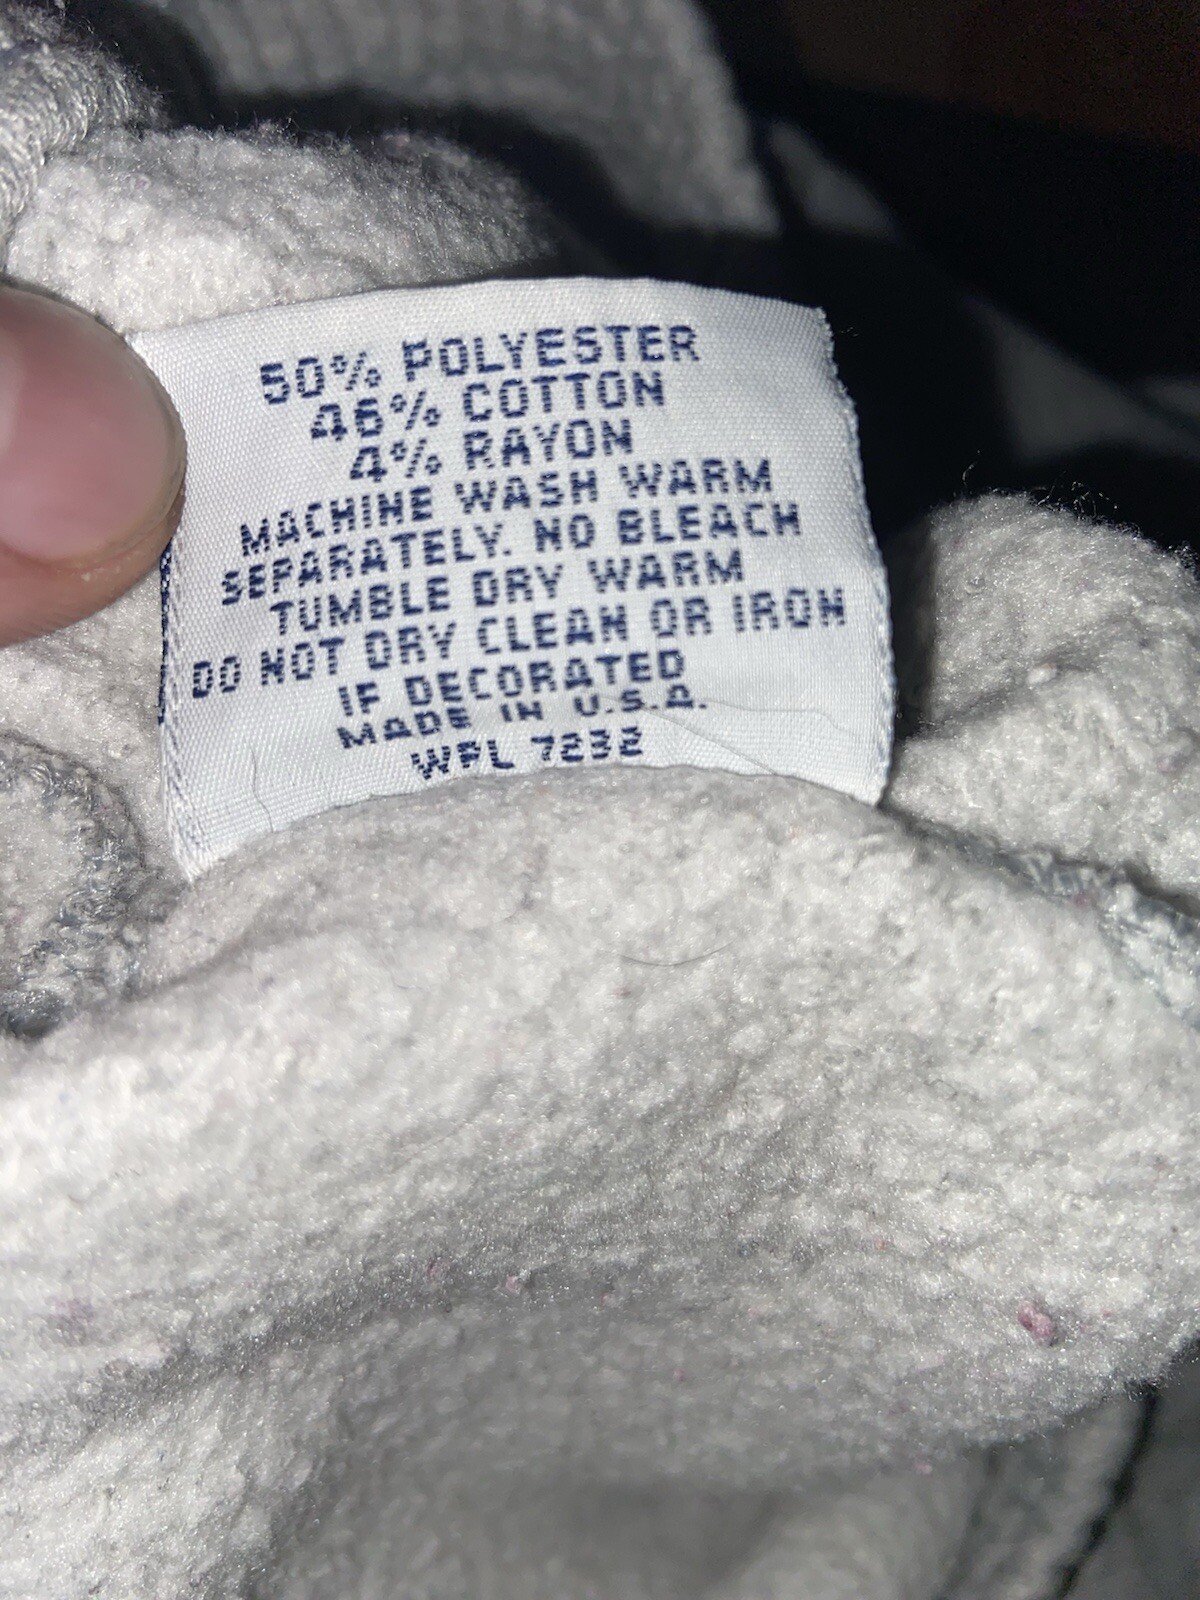 50% POLYESTER
46% COTTON
4% RAYON
MACHINE WASH WARM
SEPARATELY. NO BLEACH
TUMBLE DRY WARM
DO NOT DRY CLEAN OR IRON
IF DECORATED
MADE IN U.S.A.
WPL 7232